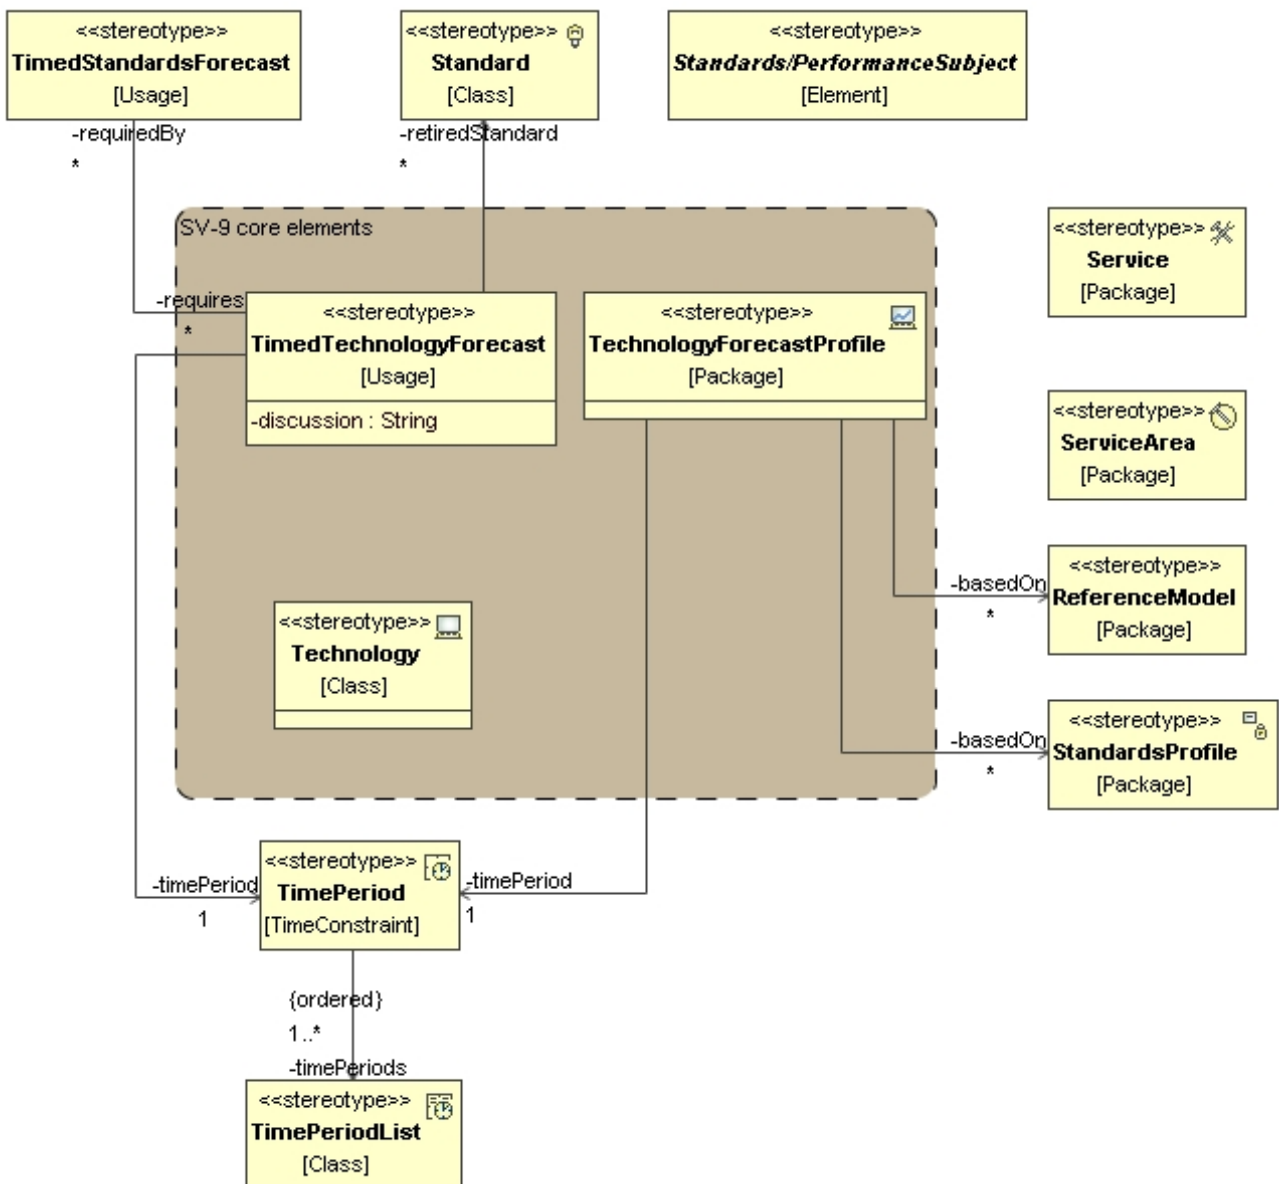 <<stereotype>>
TimedStandardsForecast
[Usage]
<<stereotype>>
Standard
[Class]
<<stereotype>>
Standards/PerformanceSubject
[Element]
-requiredBy
*
-retiredStandard
*
SV-9 core elements
<<stereotype>>
Service
[Package]
-requires
*
<<stereotype>>
TimedTechnologyForecast
[Usage]
-discussion : String
<<stereotype>>
TechnologyForecastProfile
[Package]
<<stereotype>>
ServiceArea
[Package]
-basedOn
*
<<stereotype>>
ReferenceModel
[Package]
<<stereotype>>
Technology
[Class]
-basedOn
*
<<stereotype>>
StandardsProfile
[Package]
-timePeriod
1
<<stereotype>>
TimePeriod
[TimeConstraint]
-timePeriod
1
{ordered}
1..*
-timePeriods
<<stereotype>>
TimePeriodList
[Class]